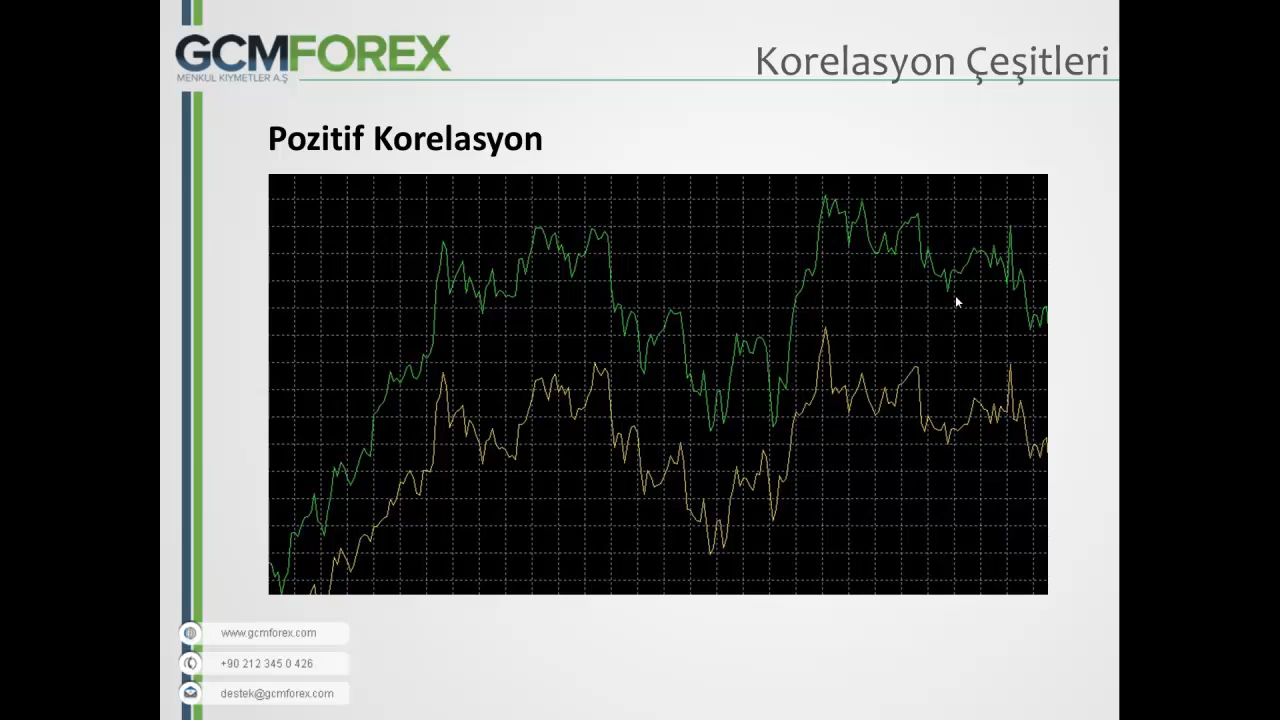 GCMFOREX
MENKUL KIYMETLER A.Ş
Korelasyon Çeşitleri
Pozitif Korelasyon
www.gcmforex.com
+90 212 345 0 426
destek@gcmforex.com